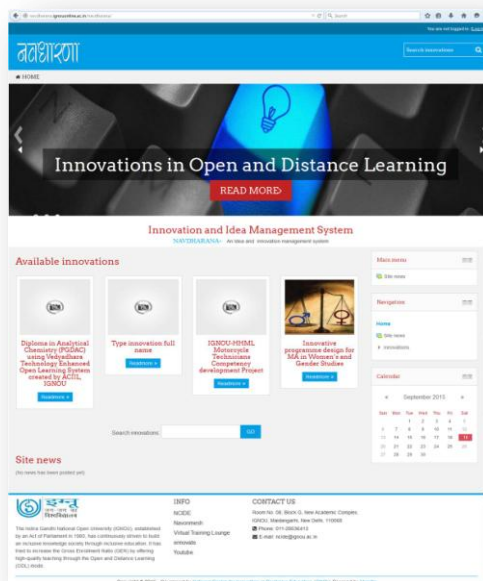 You are not logged in.
नवधारणा
Search innovations
HOME
Innovations in Open and Distance Learning
READ MORE
Innovation and Idea Management System
NAVDHARANA- An idea and innovation management system
Available innovations
Diploma in Analytical
Chemistry (PGDAC)
using Vedyadhara
Technology Enhanced
Open Learning System
created by ACIIL,
IGNOU
Readmore »
Type innovation full
name
Readmore »
IGNOU-HHML
Motorcycle
Technicians
Competency
development Project
Readmore »
Innovative
programme design for
MA in Women's and
Gender Studies
Readmore »
Search innovations:
GO
Site news
(No news has been posted yet)
Main menu
Site news
Navigation
Home
Site news
Innovations
Calendar
September 2015
Sun Mon Tue Wed Thu Fri Sat
1 2 3 4 5
6 7 8 9 10 11 12
13 14 15 16 17 18 19
20 21 22 23 24 25 26
27 28 29 30
इग्नू
The Indira Gandhi National Open University (IGNOU), established
by an Act of Parliament in 1985, has continuously striven to build
an inclusive knowledge society through inclusive education. It has
tried to increase the Gross Enrolment Ratio (GER) by offering
high-quality teaching through the Open and Distance Learning
(ODL) mode.
INFO
NCIDE
Navonmesh
Virtual Training Lounge
Innovate
Youtube
CONTACT US
Room No. 08, Block G, New Academic Complex,
IGNOU, Maidangarhi, New Delhi, 110068
Phone: 011-29536412
E-mail: ncide@ignou.ac.in